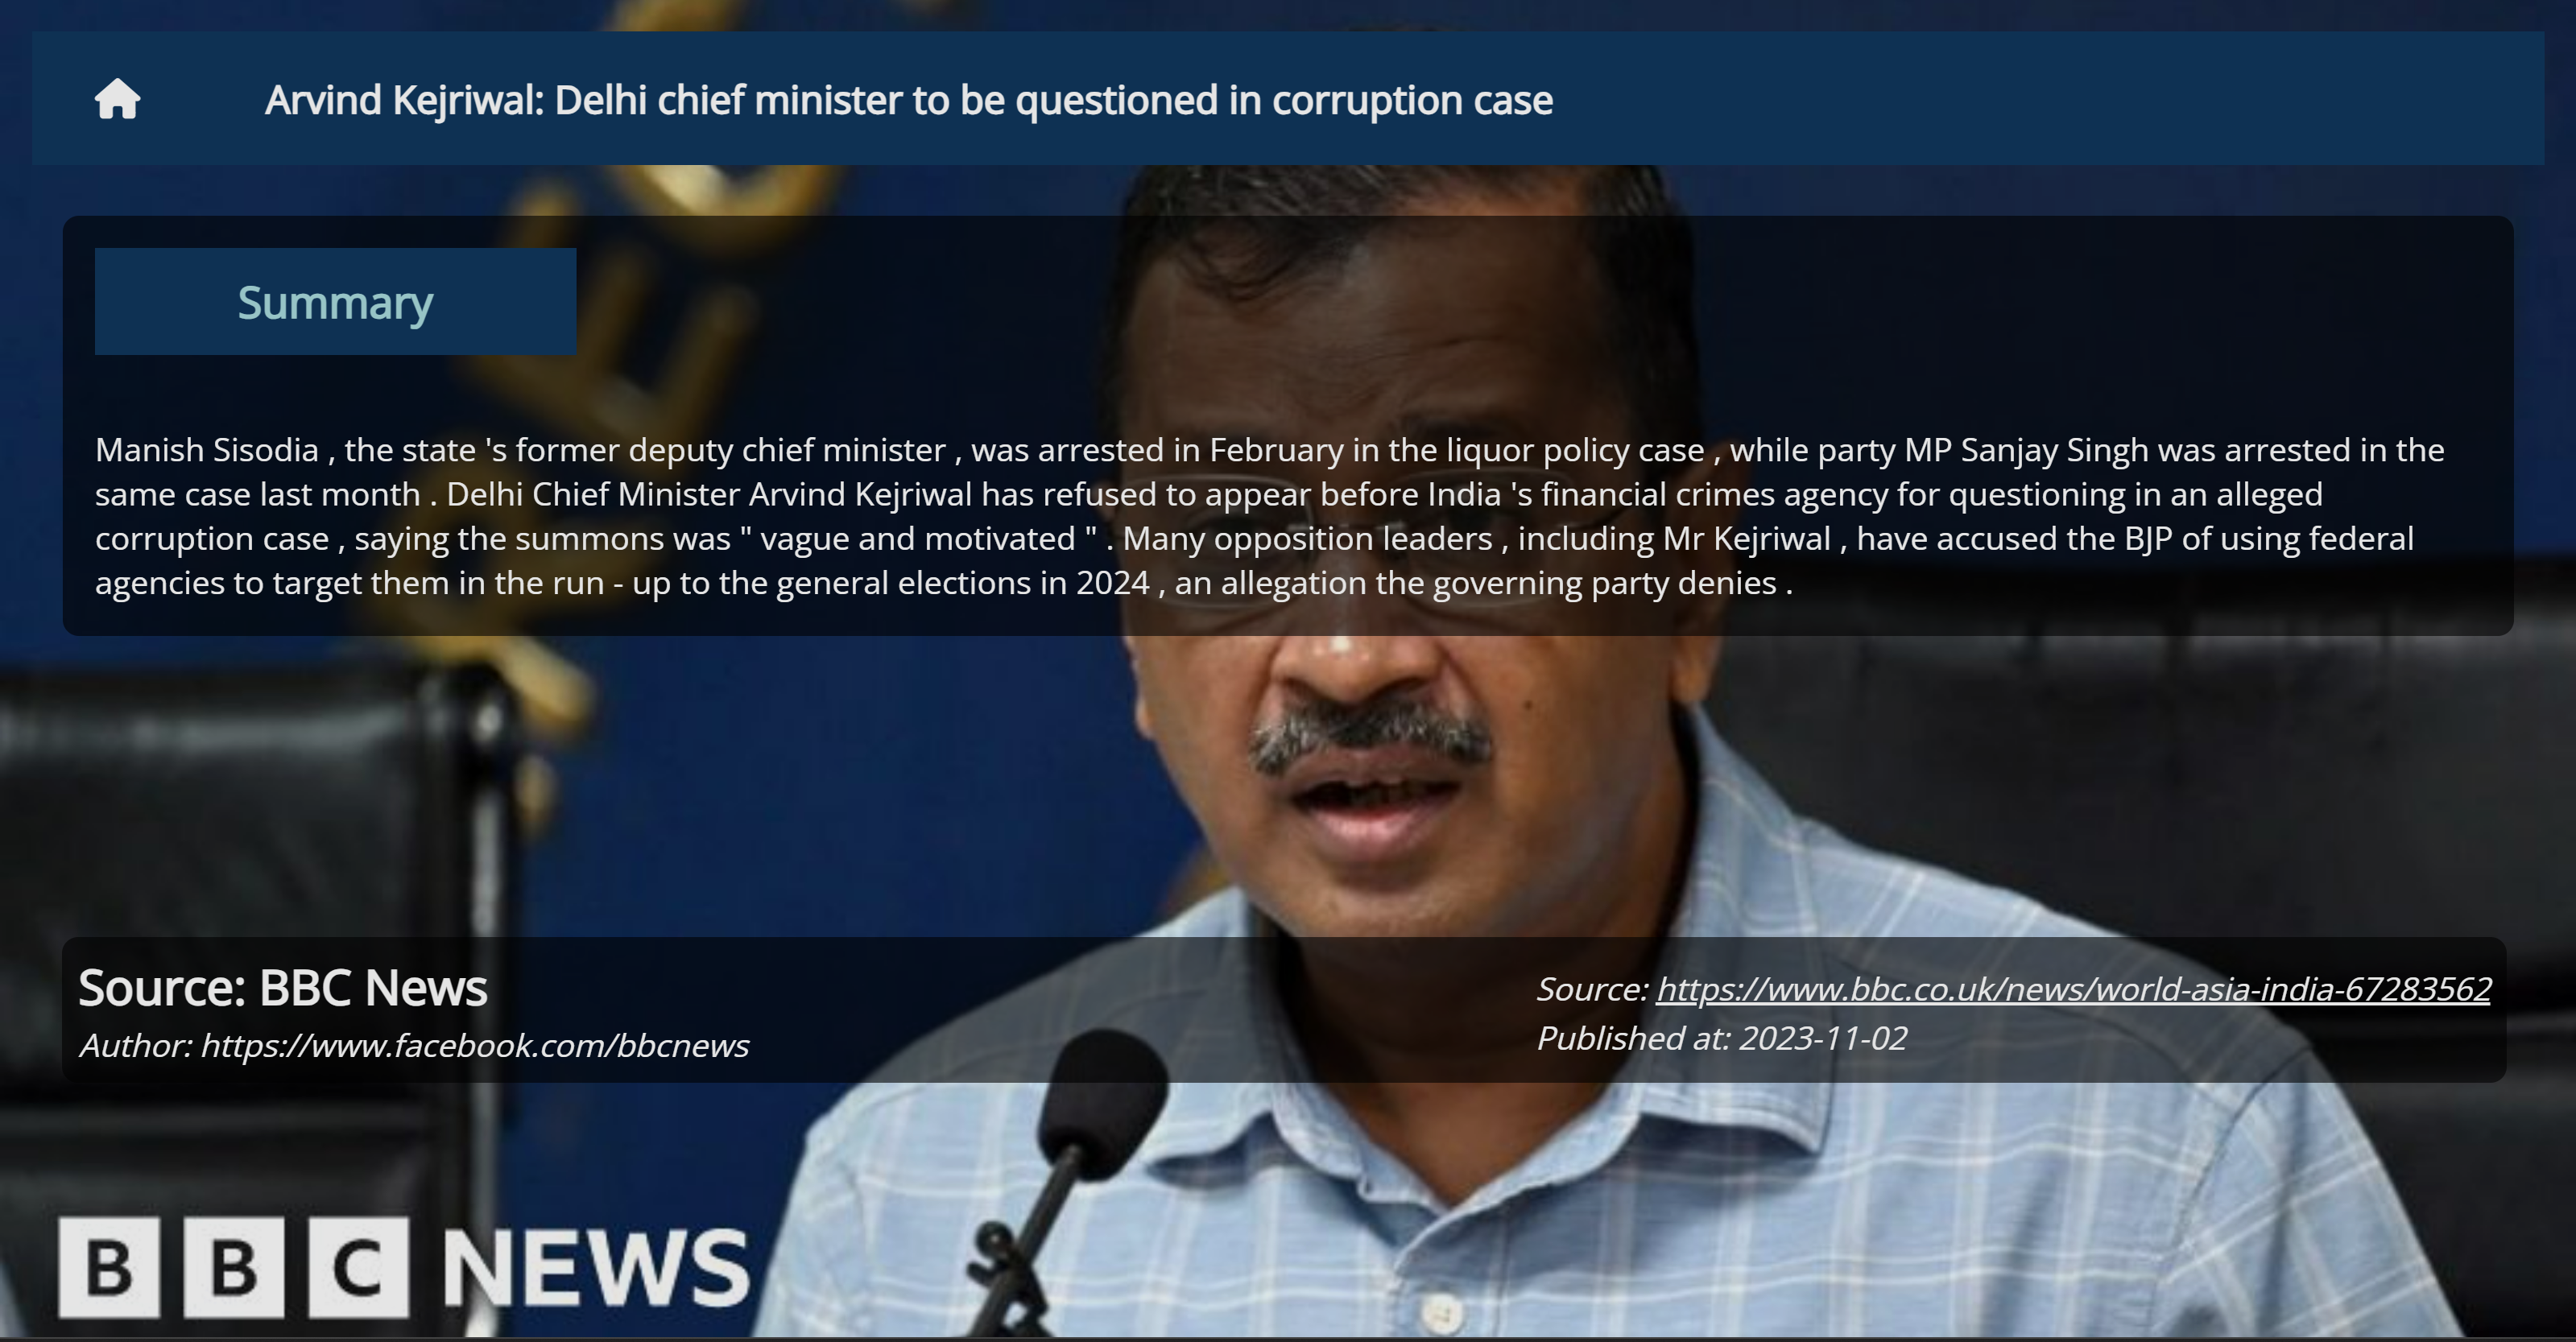 Arvind Kejriwal: Delhi chief minister to be questioned in corruption case
Summary
Manish Sisodia , the state 's former deputy chief minister , was arrested in February in the liquor policy case , while party MP Sanjay Singh was arrested in the
same case last month . Delhi Chief Minister Arvind Kejriwal has refused to appear before India 's financial crimes agency for questioning in an alleged
corruption case , saying the summons was " vague and motivated " . Many opposition leaders , including Mr Kejriwal , have accused the BJP of using federal
agencies to target them in the run - up to the general elections in 2024 , an allegation the governing party denies .
Source: BBC News
Author: https://www.facebook.com/bbcnews
Source: https://www.bbc.co.uk/news/world-asia-india-67283562
Published at: 2023-11-02
BBC NEWS